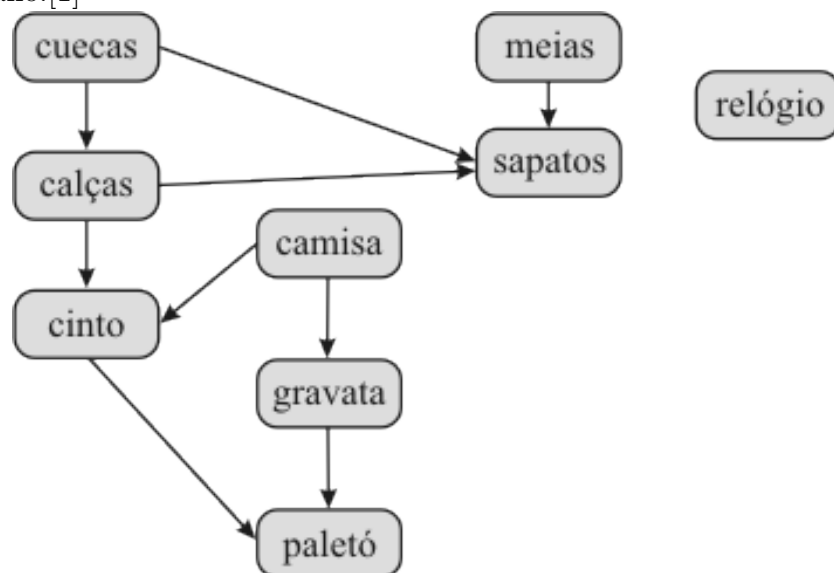 cuecas
meias
relógio
calças
sapatos
camisa
cinto
gravata
paletó